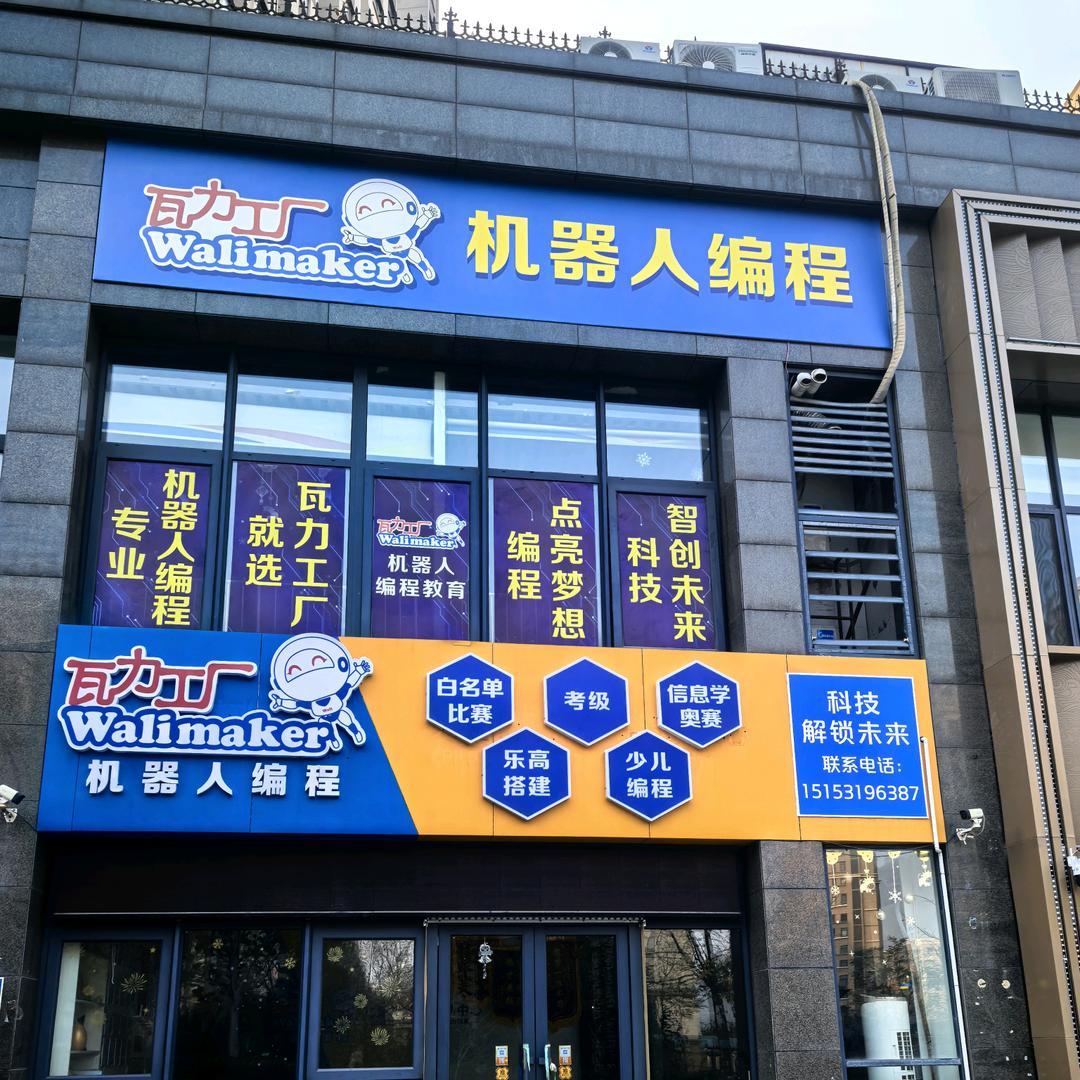 瓦力工厂
Walimaker
机器人编程
机器人编程
专业
瓦力工厂
就选
瓦力工厂
Walimaker
机器人
编程教育
点亮梦想
编程
智创未来
科技
瓦力工厂
Walimaker
机器人编程
白名单
比赛
考级
信息学
奥赛
乐高
搭建
少儿
编程
科技
解锁未来
联系电话:
15153196387